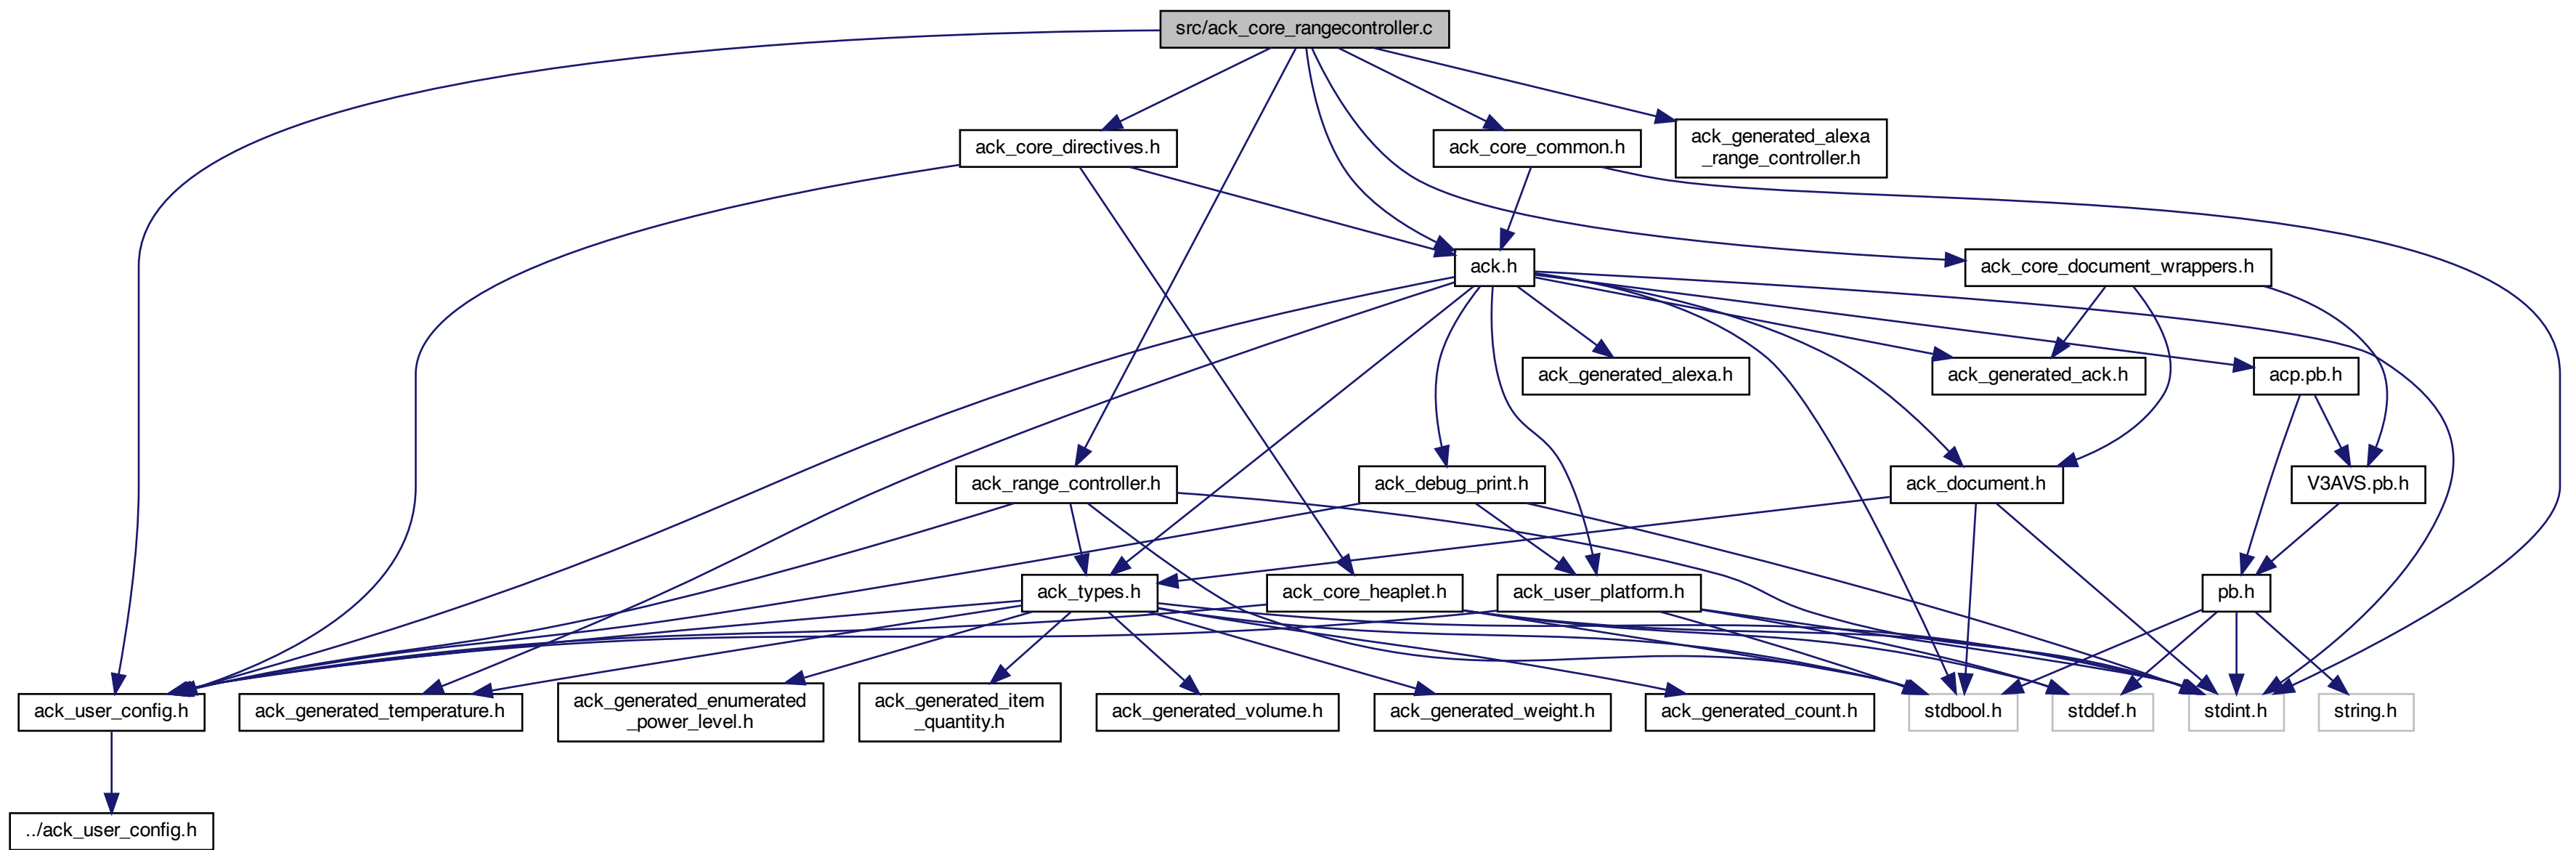 src/ack_core_rangecontroller.c
ack_core_directives.h
ack_core_common.h
ack_generated_alexa
_range_controller.h
ack.h
ack_core_document_wrappers.h
ack_generated_alexa.h
ack_generated_ack.h
acp.pb.h
ack_range_controller.h
ack_debug_print.h
ack_document.h
V3AVS.pb.h
ack_types.h
ack_core_heaplet.h
ack_user_platform.h
pb.h
ack_user_config.h
ack_generated_temperature.h
ack_generated_enumerated
_power_level.h
ack_generated_item
_quantity.h
ack_generated_volume.h
ack_generated_weight.h
ack_generated_count.h
stdbool.h
stddef.h
stdint.h
string.h
../ack_user_config.h